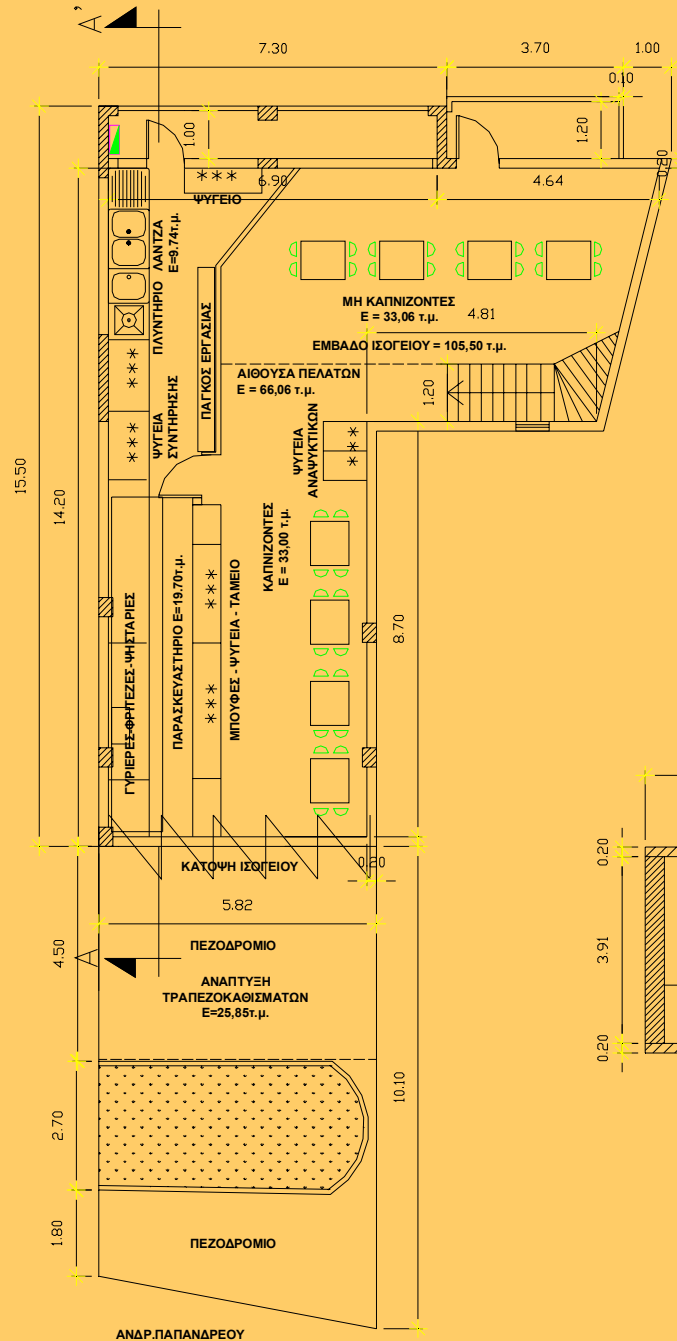 A'
7.30
3.70
1.00
0.10
1.00
1.20
0.20
6.90
4.64
ΨΥΓΕΙΟ
ΠΛΥΝΤΗΡΙΟ ΛΑΝΤΖΑ
E=9.74τ.μ.
ΜΗ ΚΑΠΝΙΖΟΝΤΕΣ
E = 33,06 τ.μ.
4.81
ΕΜΒΑΔΟ ΙΣΟΓΕΙΟΥ = 105,50 τ.μ.
ΠΑΓΚΟΣ ΕΡΓΑΣΙΑΣ
ΑΙΘΟΥΣΑ ΠΕΛΑΤΩΝ
E = 66,06 τ.μ.
1.20
ΨΥΓΕΙΑ
ΣΥΝΤΗΡΗΣΗΣ
ΨΥΓΕΙΑ
ΑΝΑΨΥΚΤΙΚΩΝ
15.50
14.20
ΚΑΠΝΙΖΟΝΤΕΣ
E = 33,00 τ.μ.
ΓΥΡΙΕΡΕΣ-ΦΡΙΤΕΖΕΣ-ΨΗΣΤΑΡΙΕΣ
ΠΑΡΑΣΚΕΥΑΣΤΗΡΙΟ E=19.70τ.μ.
ΜΠΟΥΦΕΣ - ΨΥΓΕΙΑ - ΤΑΜΕΙΟ
8.70
ΚΑΤΟΨΗ ΙΣΟΓΕΙΟΥ
0.20
5.82
0.20
3.91
0.20
4.50
A
ΠΕΖΟΔΡΟΜΙΟ
ΑΝΑΠΤΥΞΗ
ΤΡΑΠΕΖΟΚΑΘΙΣΜΑΤΩΝ
E=25,85τ.μ.
10.10
2.70
1.80
ΠΕΖΟΔΡΟΜΙΟ
ΑΝΔΡ.ΠΑΠΑΝΔΡΕΟΥ